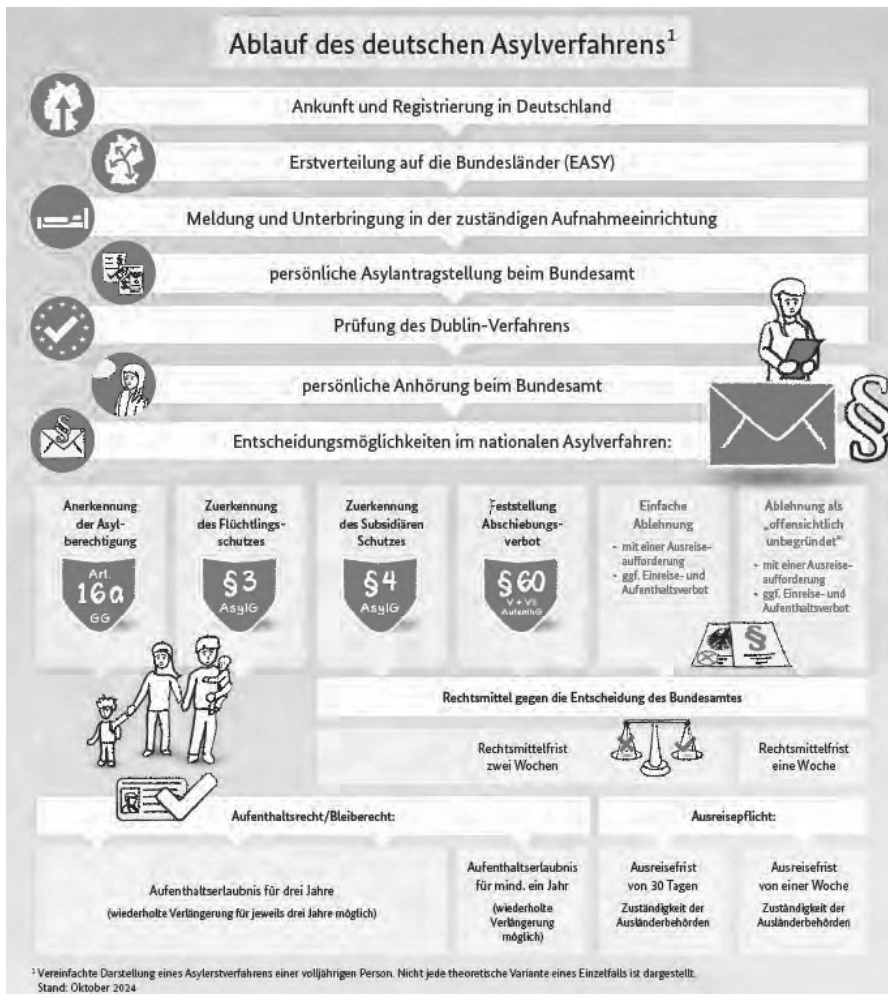 Ablauf des deutschen Asylverfahrens¹
Ankunft und Registrierung in Deutschland
Erstverteilung auf die Bundesländer (EASY)
Meldung und Unterbringung in der zuständigen Aufnahmeeinrichtung
persönliche Asylantragstellung beim Bundesamt
Prüfung des Dublin-Verfahrens
persönliche Anhörung beim Bundesamt
Entscheidungsmöglichkeiten im nationalen Asylverfahren:
§
§
Anerkennung
der Asyl-
berechtigung
Art.
16a
GG
Zuerkennung
des Flüchtlings-
schutzes
§ 3
AsylG
Zuerkennung
des Subsidiären
Schutzes
§ 4
AsylG
Feststellung
Abschiebungs-
verbot
§ 60
V + VII
AufenthG
Einfache
Ablehnung
- mit einer Ausreise-
aufforderung
- ggf. Einreise- und
Aufenthaltsverbot
Ablehnung als
„offensichtlich
unbegründet“
- mit einer Ausreise-
aufforderung
- ggf. Einreise- und
Aufenthaltsverbot
§
Rechtsmittel gegen die Entscheidung des Bundesamtes
Rechtsmittelfrist
zwei Wochen
Rechtsmittelfrist
eine Woche
Aufenthaltsrecht/Bleiberecht:
Ausreisepflicht:
Aufenthaltserlaubnis für drei Jahre
(wiederholte Verlängerung für jeweils drei Jahre möglich)
Aufenthaltserlaubnis
für mind. ein Jahr
(wiederholte
Verlängerung
möglich)
Ausreisefrist
von 30 Tagen
Zuständigkeit der
Ausländerbehörden
Ausreisefrist
von einer Woche
Zuständigkeit der
Ausländerbehörden
¹ Vereinfachte Darstellung eines Asylerstverfahrens einer volljährigen Person. Nicht jede theoretische Variante eines Einzelfalls ist dargestellt.
Stand: Oktober 2024